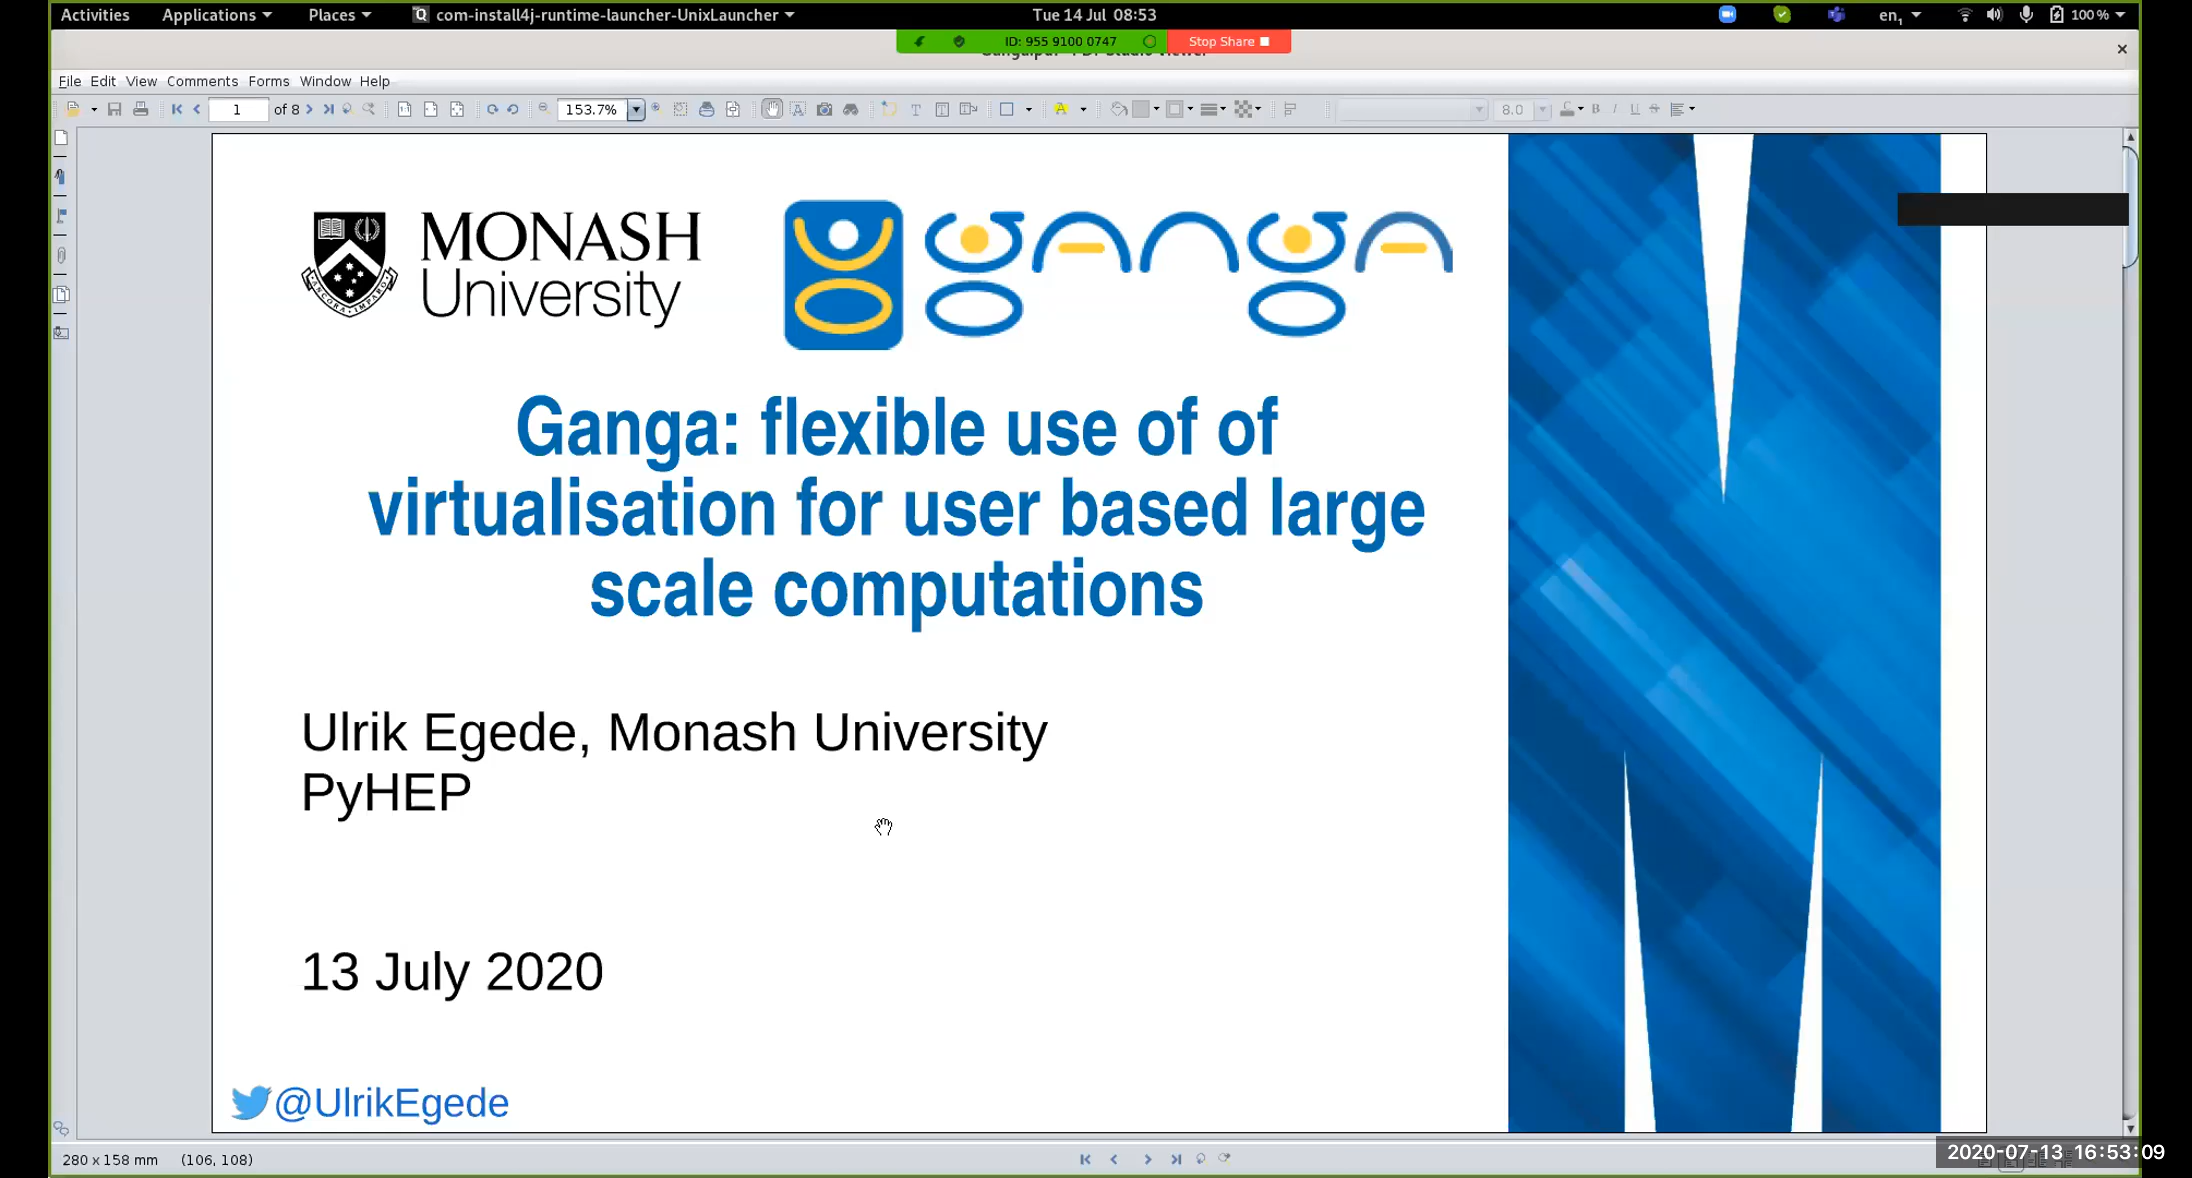 Activities Applications Places com-install4j-runtime-launcher-UnixLauncher Tue 14 Jul 08:53 en1 100%
ID: 955 9100 0747 Stop Share
File Edit View Comments Forms Window Help
1 of 8 153.7% 8.0
MONASH
University
ganga
Ganga: flexible use of of
virtualisation for user based large
scale computations
Ulrik Egede, Monash University
PyHEP
13 July 2020
@UlrikEgede
280 x 158 mm (106, 108)
2020-07-13 16:53:09